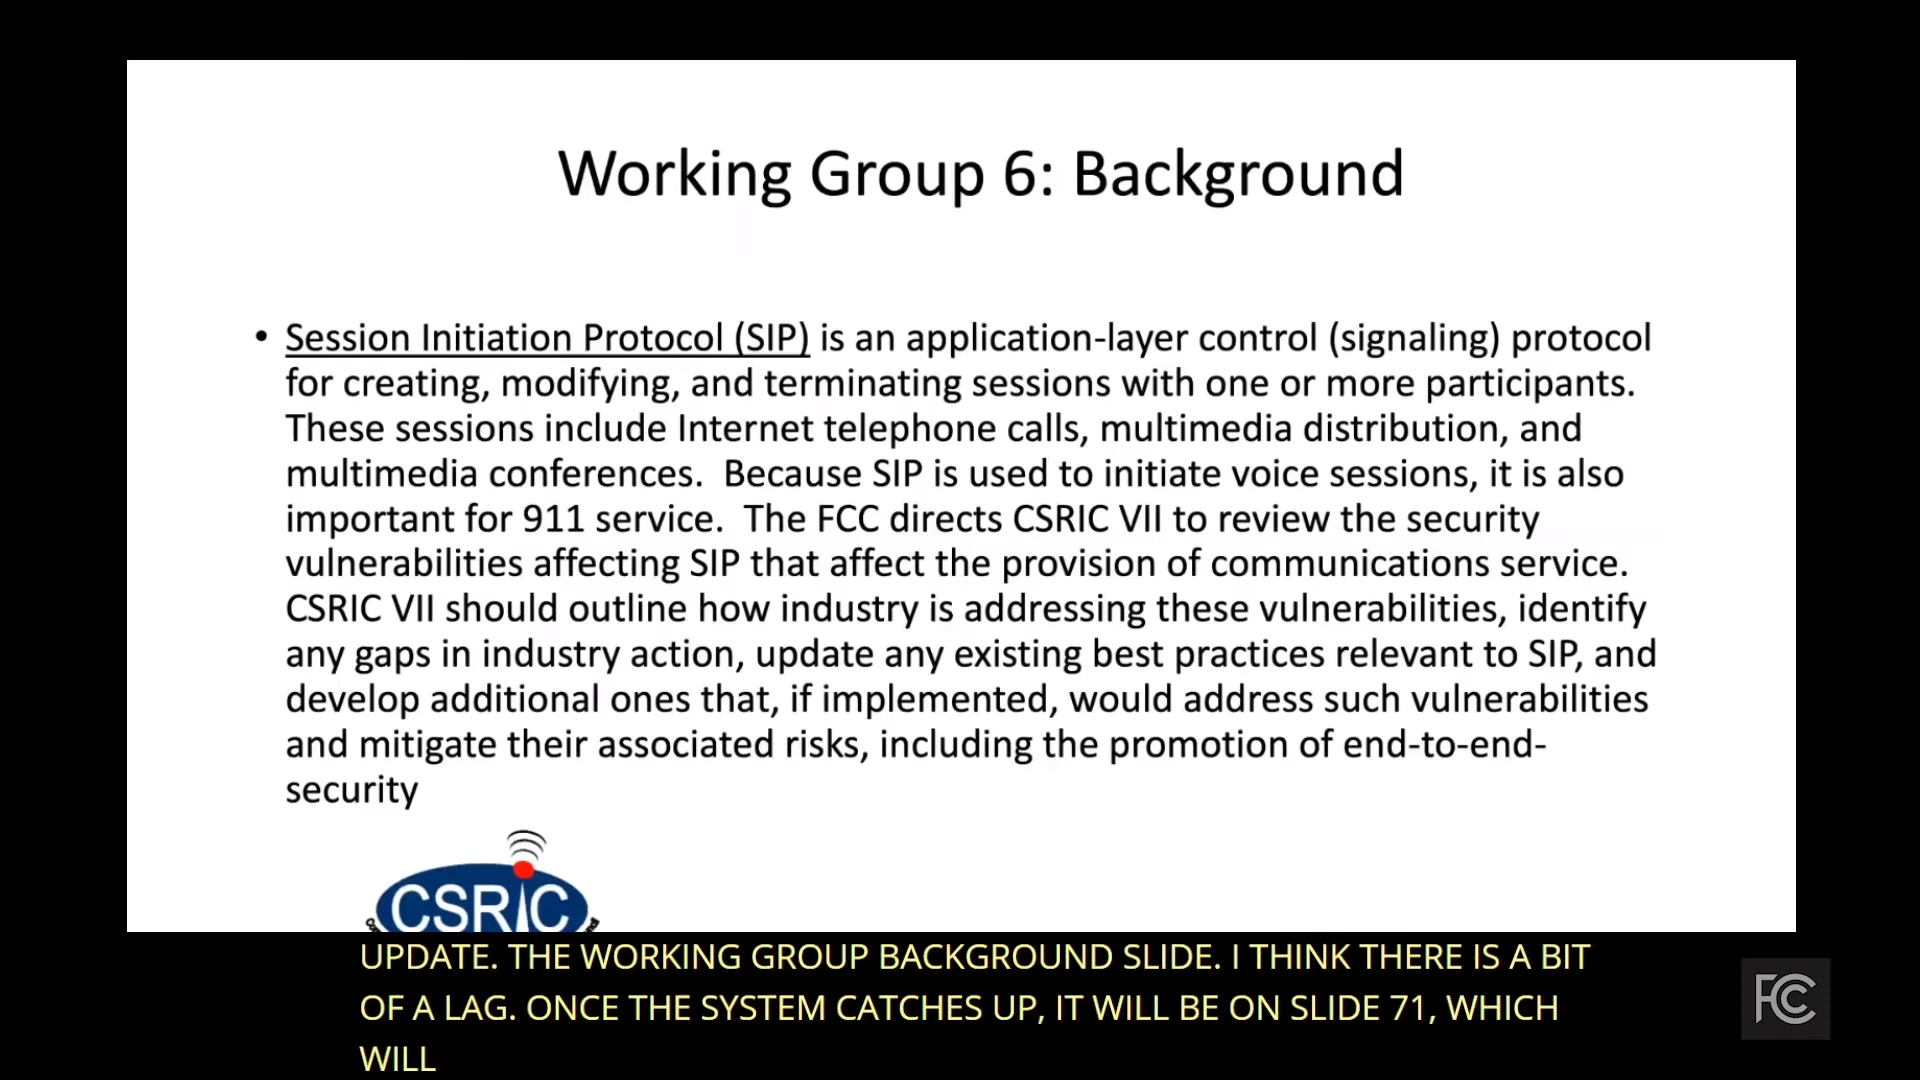 Working Group 6: Background
• Session Initiation Protocol (SIP) is an application-layer control (signaling) protocol
for creating, modifying, and terminating sessions with one or more participants.
These sessions include Internet telephone calls, multimedia distribution, and
multimedia conferences.  Because SIP is used to initiate voice sessions, it is also
important for 911 service.  The FCC directs CSRIC VII to review the security
vulnerabilities affecting SIP that affect the provision of communications service.
CSRIC VII should outline how industry is addressing these vulnerabilities, identify
any gaps in industry action, update any existing best practices relevant to SIP, and
develop additional ones that, if implemented, would address such vulnerabilities
and mitigate their associated risks, including the promotion of end-to-end-
security
CSRIC
UPDATE. THE WORKING GROUP BACKGROUND SLIDE. I THINK THERE IS A BIT
OF A LAG. ONCE THE SYSTEM CATCHES UP, IT WILL BE ON SLIDE 71, WHICH
WILL
FCC